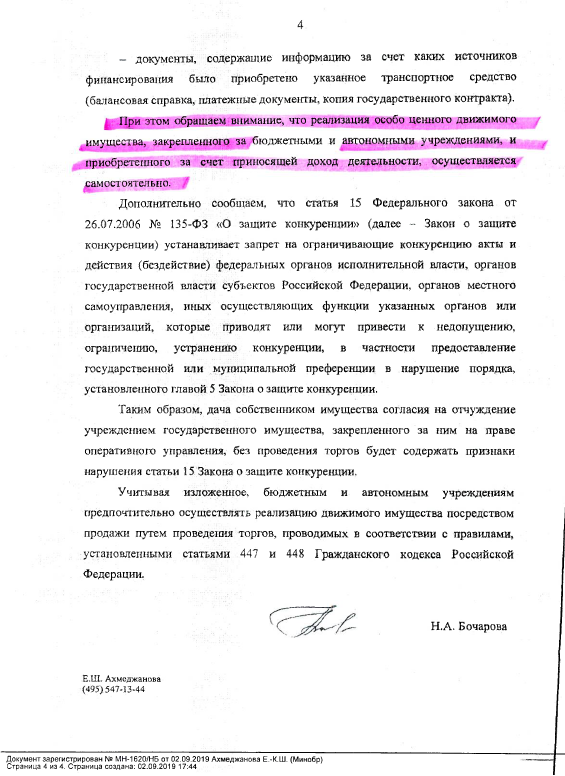 4
– документы, содержащие информацию за счет каких источников
финансирования было приобретено указанное транспортное средство
(балансовая справка, платежные документы, копия государственного контракта).
При этом обращаем внимание, что реализация особо ценного движимого
имущества, закрепленного за бюджетными и автономными учреждениями, и
приобретенного за счет приносящей доход деятельности, осуществляется
самостоятельно.
Дополнительно сообщаем, что статья 15 Федерального закона от
26.07.2006 № 135-ФЗ «О защите конкуренции» (далее – Закон о защите
конкуренции) устанавливает запрет на ограничивающие конкуренцию акты и
действия (бездействие) федеральных органов исполнительной власти, органов
государственной власти субъектов Российской Федерации, органов местного
самоуправления, иных осуществляющих функции указанных органов или
организаций, которые приводят или могут привести к недопущению,
ограничению, устранению конкуренции, в частности предоставление
государственной или муниципальной преференции в нарушение порядка,
установленного главой 5 Закона о защите конкуренции.
Таким образом, дача собственником имущества согласия на отчуждение
учреждением государственного имущества, закрепленного за ним на праве
оперативного управления, без проведения торгов будет содержать признаки
нарушения статьи 15 Закона о защите конкуренции.
Учитывая изложенное, бюджетным и автономным учреждениям
предпочтительно осуществлять реализацию движимого имущества посредством
продажи путем проведения торгов, проводимых в соответствии с правилами,
установленными статьями 447 и 448 Гражданского кодекса Российской
Федерации.
Н.А. Бочарова
Е.Ш. Ахмеджанова
(495) 547-13-44
Документ зарегистрирован № МН-1620/НБ от 02.09.2019 Ахмеджанова Е.-К.Ш. (Минобр)
Страница 4 из 4. Страница создана: 02.09.2019 17:44